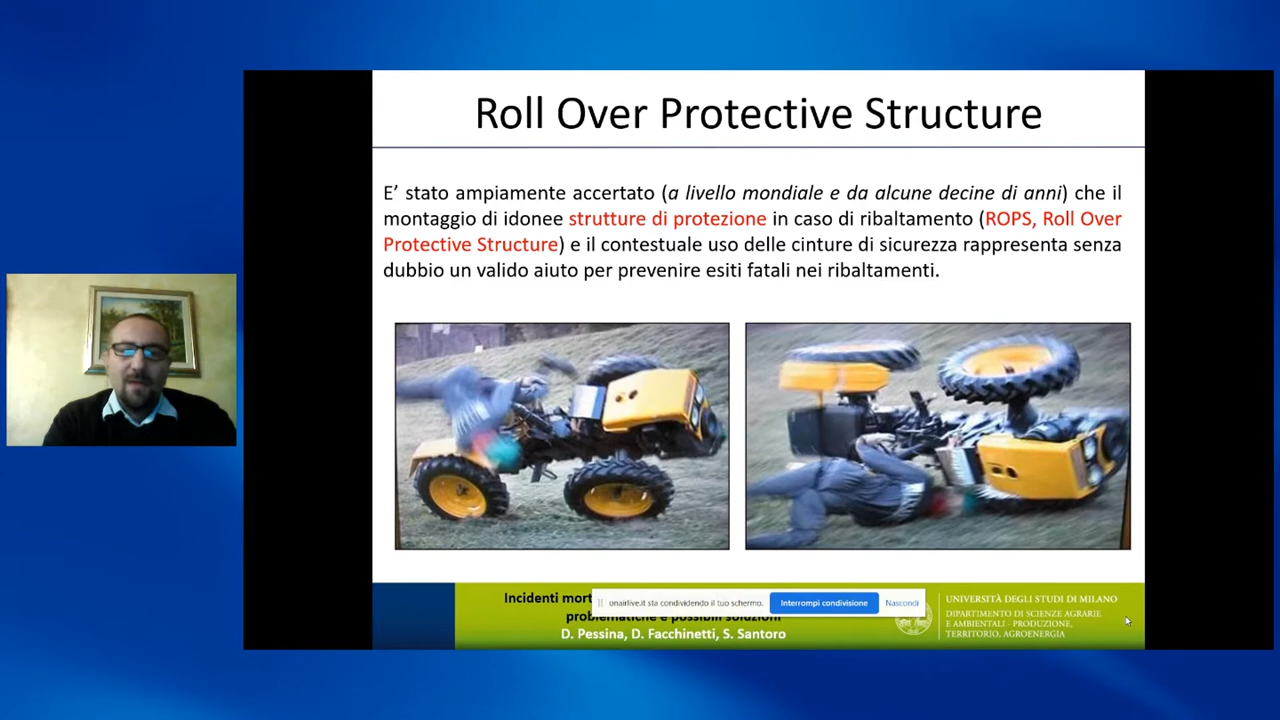 Roll Over Protective Structure
E’ stato ampiamente accertato (a livello mondiale e da alcune decine di anni) che il
montaggio di idonee strutture di protezione in caso di ribaltamento (ROPS, Roll Over
Protective Structure) e il contestuale uso delle cinture di sicurezza rappresenta senza
dubbio un valido aiuto per prevenire esiti fatali nei ribaltamenti.
Incidenti
onairlive.it sta condividendo il tuo schermo. Interrompi condivisione Nascondi
problematiche e possibili soluzioni
D. Pessina, D. Facchinetti, S. Santoro
UNIVERSITÀ DEGLI STUDI DI MILANO
DIPARTIMENTO DI SCIENZE AGRARIE
E AMBIENTALI - PRODUZIONE,
TERRITORIO, AGROENERGIA